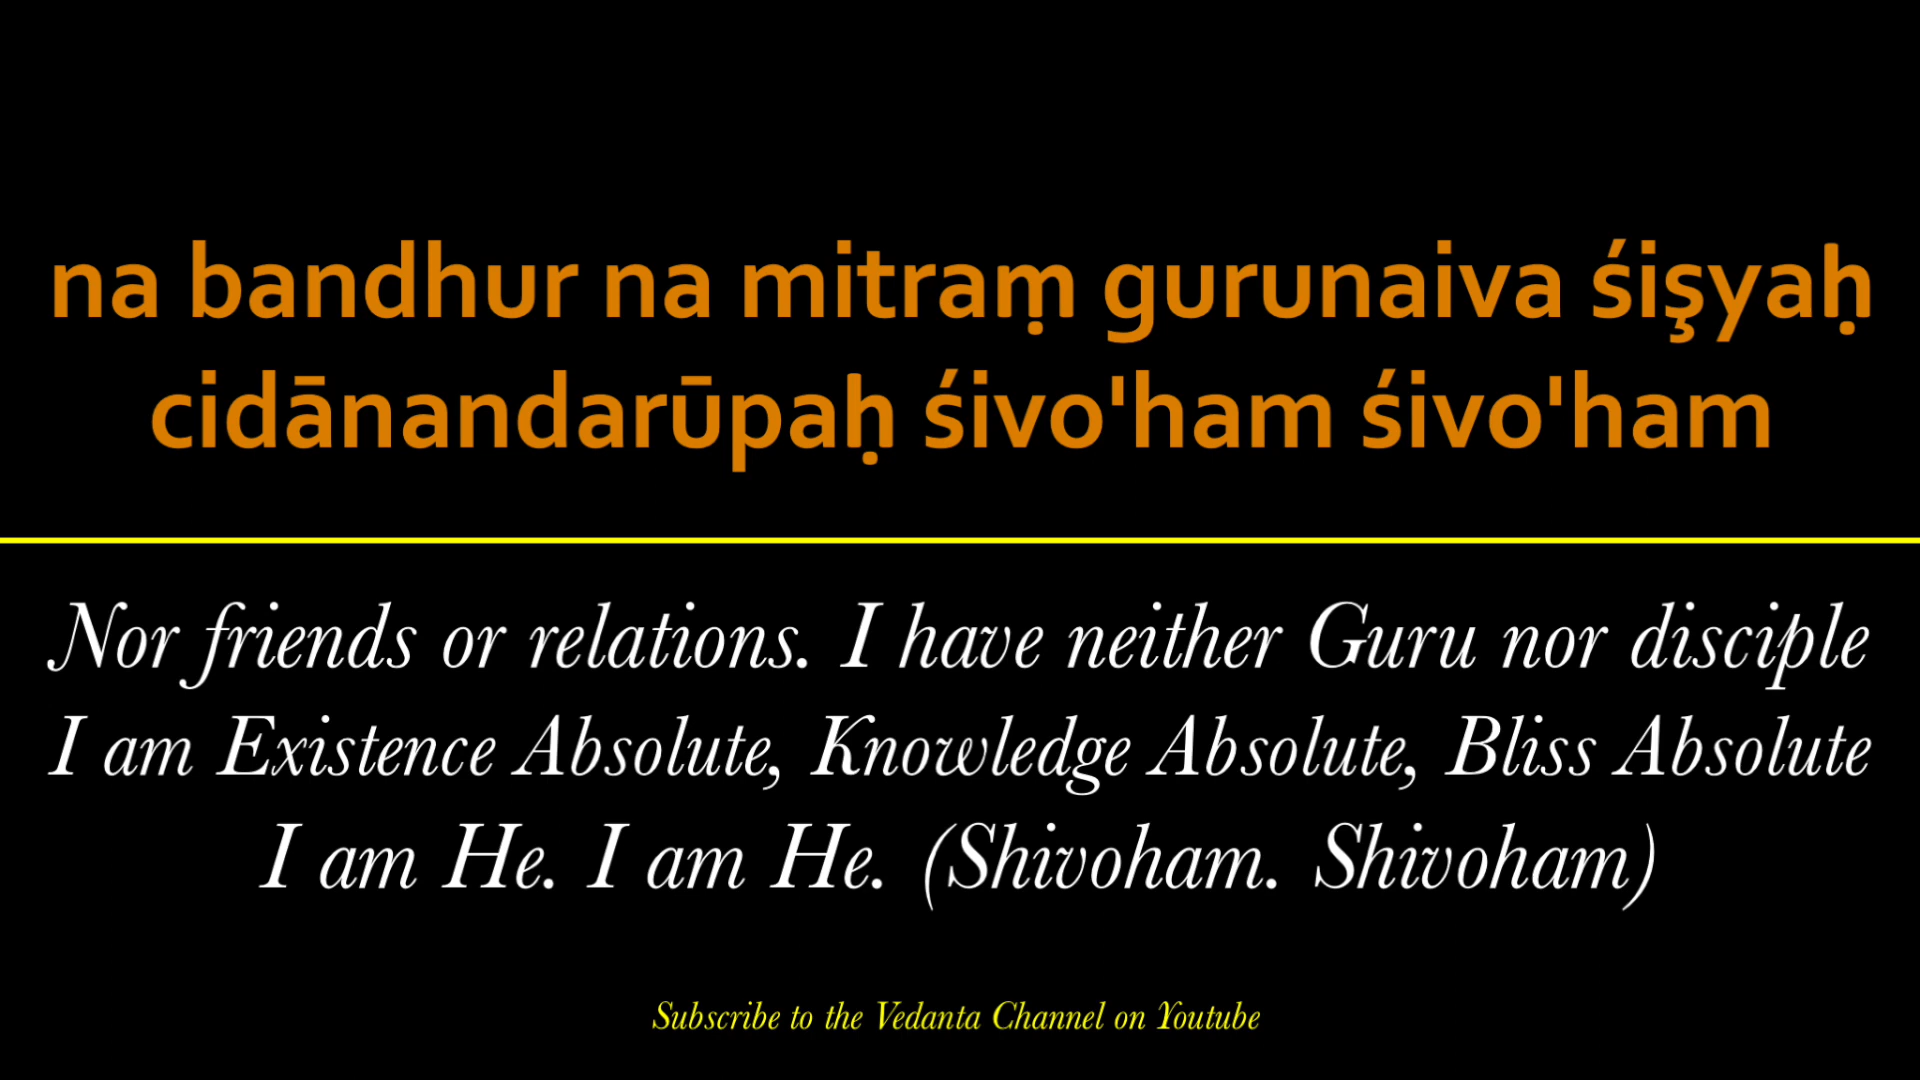 na bandhur na mitraṃ gurunaiva śişyaḥ
cidānandarūpaḥ śivo'ham śivo'ham
Nor friends or relations. I have neither Guru nor disciple
I am Existence Absolute, Knowledge Absolute, Bliss Absolute
I am He. I am He. (Shivoham. Shivoham)
Subscribe to the Vedanta Channel on Youtube